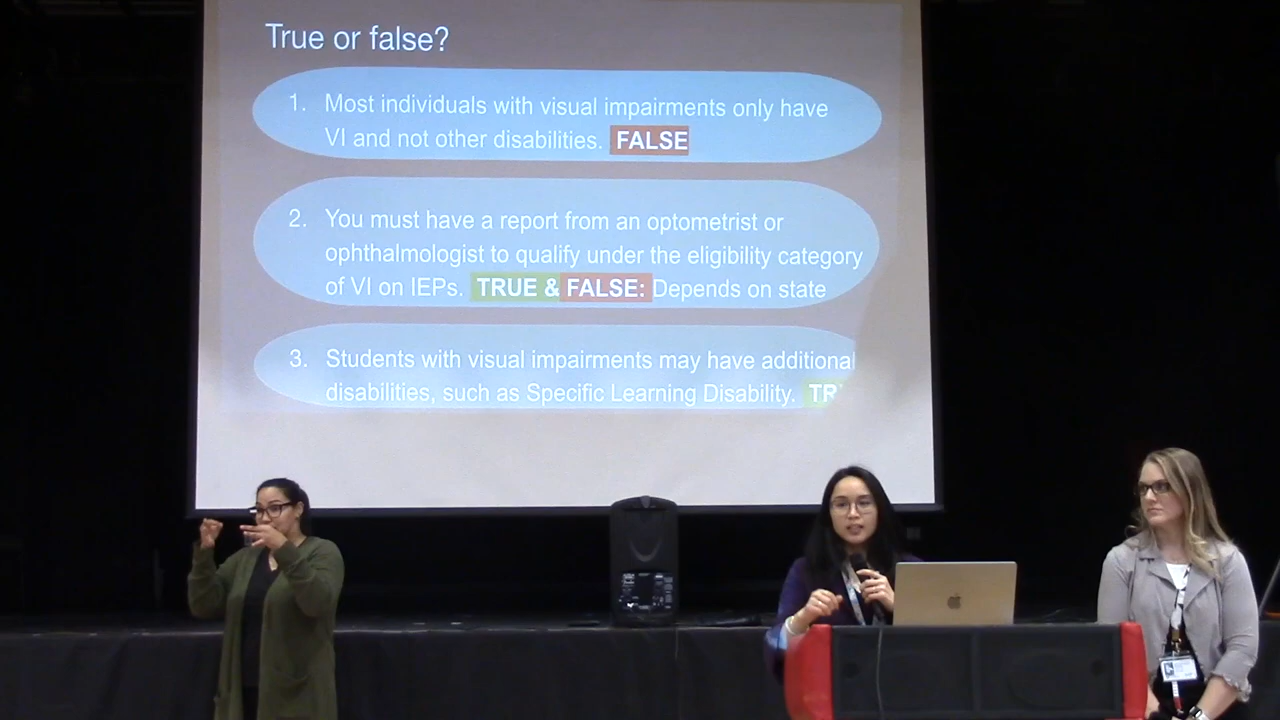 True or false?
1. Most individuals with visual impairments only have
VI and not other disabilities. FALSE
2. You must have a report from an optometrist or
ophthalmologist to qualify under the eligibility category
of VI on IEPs. TRUE & FALSE: Depends on state
3. Students with visual impairments may have additional
disabilities, such as Specific Learning Disability. TR